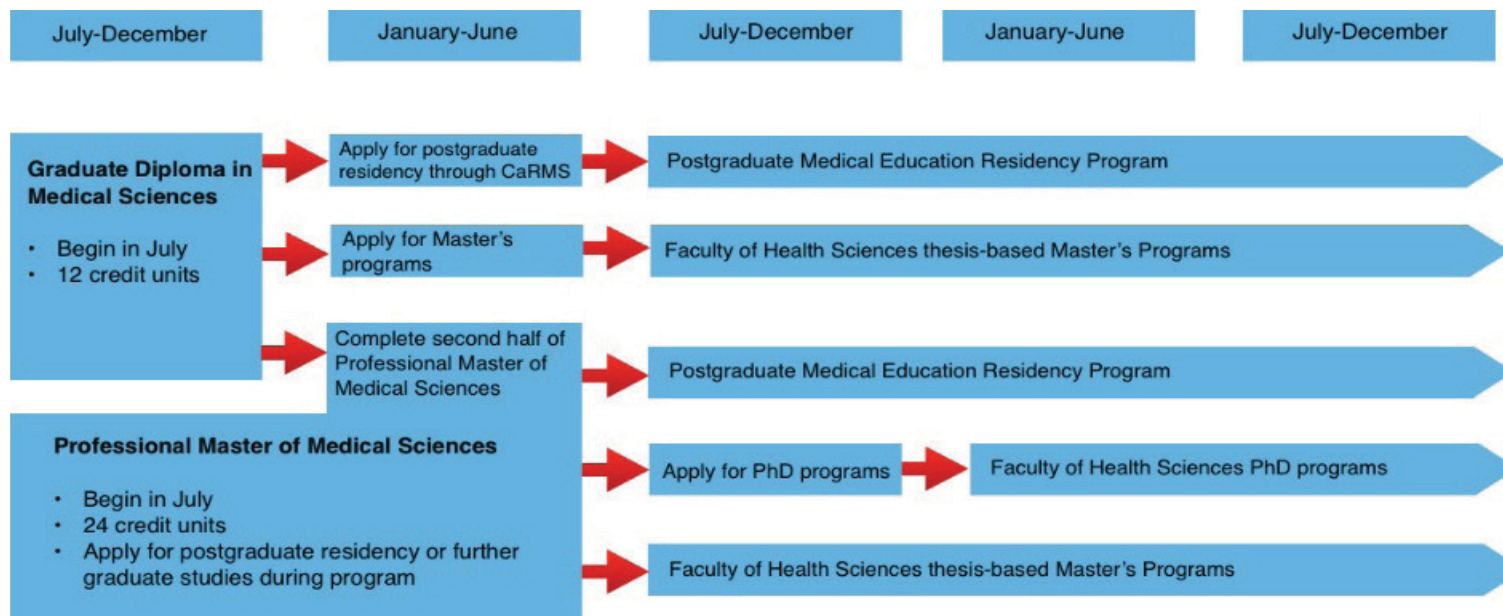 July-December
January-June
July-December
January-June
July-December
Graduate Diploma in
Medical Sciences
• Begin in July
• 12 credit units
Apply for postgraduate
residency through CaRMS
Postgraduate Medical Education Residency Program
Apply for Master's
programs
Faculty of Health Sciences thesis-based Master's Programs
Complete second half of
Professional Master of
Medical Sciences
Postgraduate Medical Education Residency Program
Professional Master of Medical Sciences
• Begin in July
• 24 credit units
• Apply for postgraduate residency or further
graduate studies during program
Apply for PhD programs
Faculty of Health Sciences PhD programs
Faculty of Health Sciences thesis-based Master's Programs